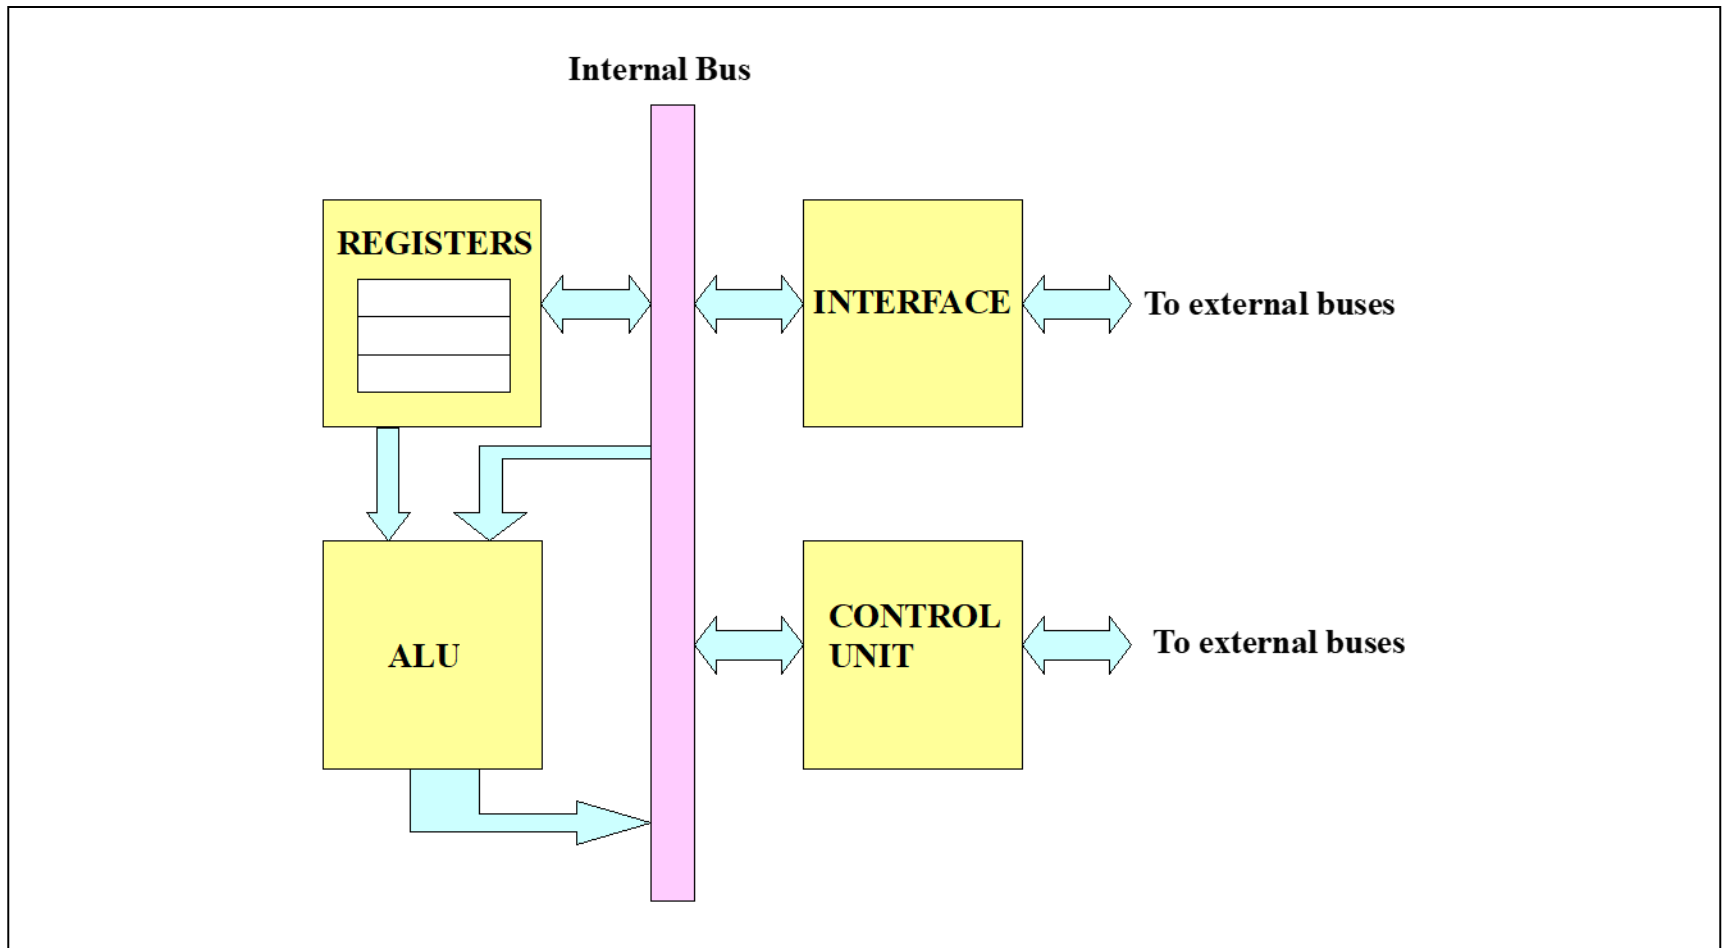 Internal Bus
REGISTERS
INTERFACE
To external buses
ALU
CONTROL
UNIT
To external buses